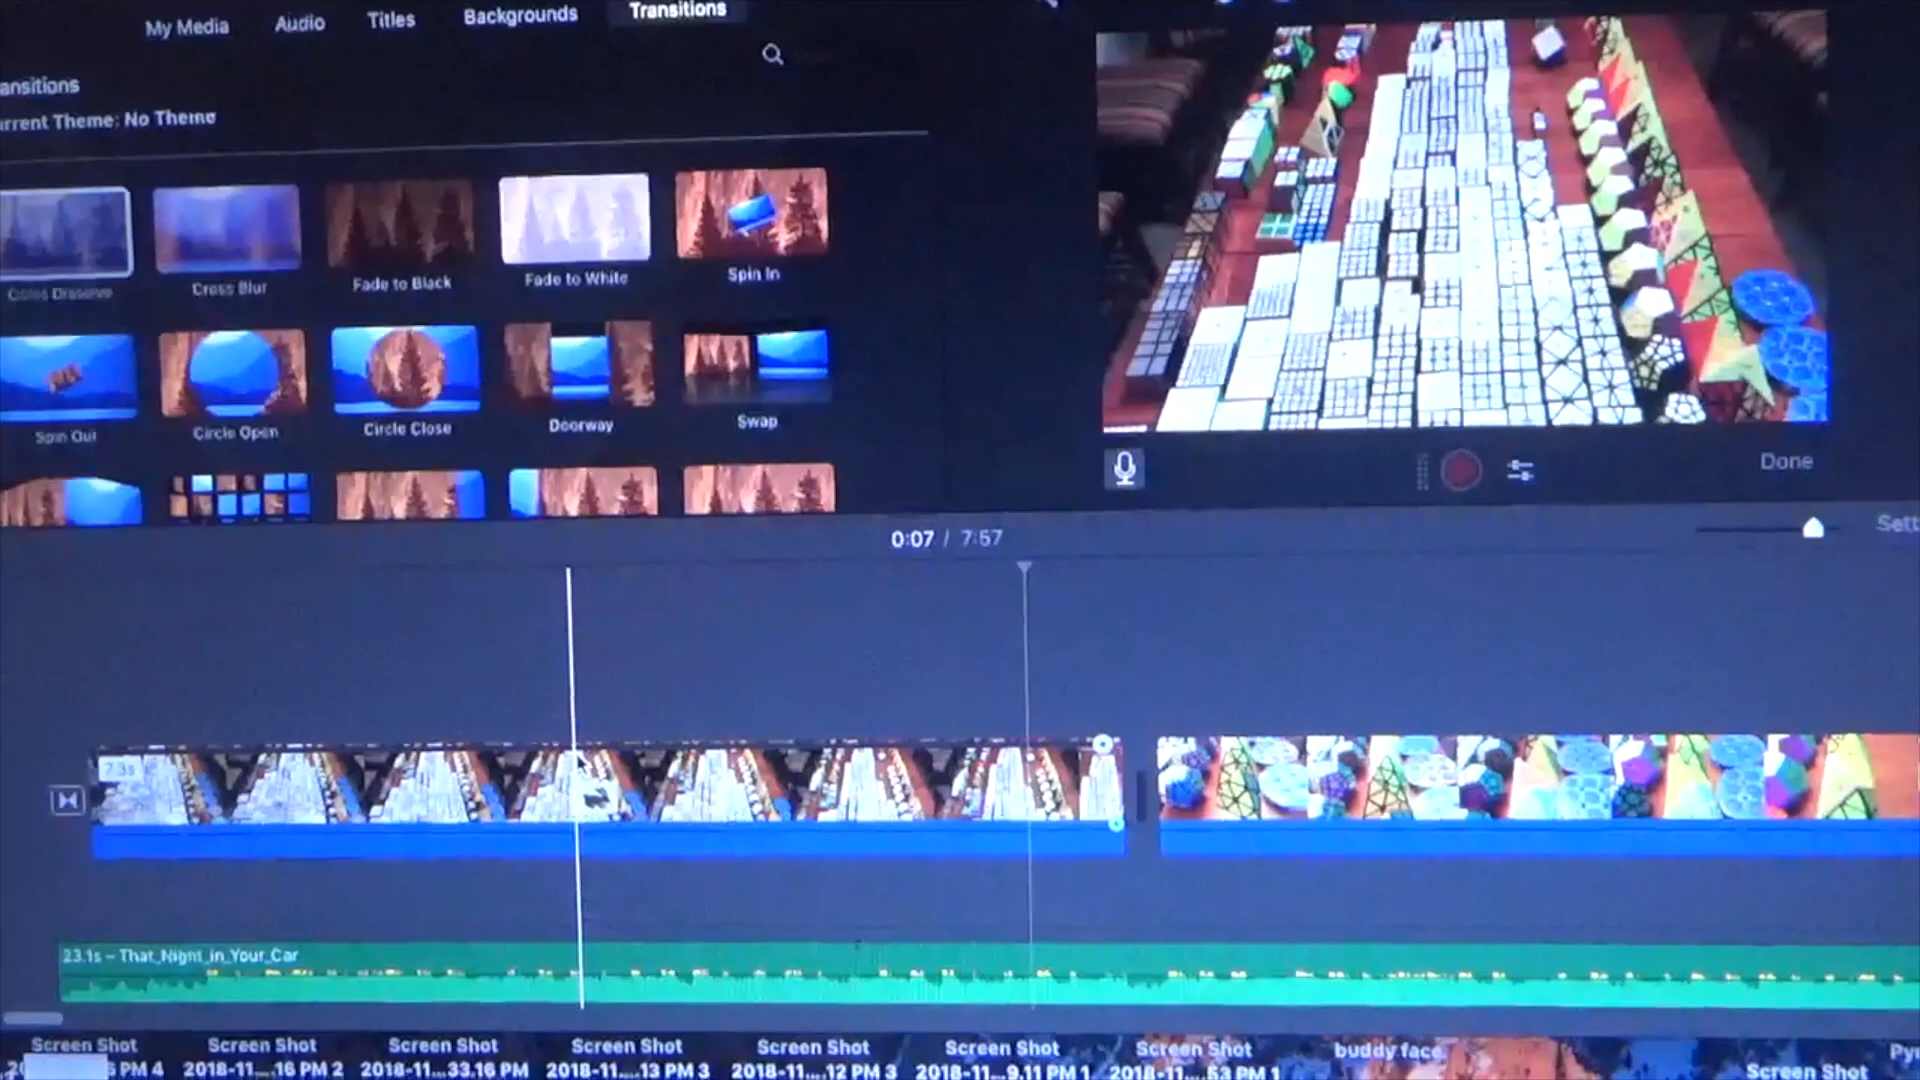 My Media Audio Titles Backgrounds Transitions
ansitions
urrent Theme: No Theme
Cross Blur Fade to Black Fade to White Spin In
Spin Out Circle Open Circle Close Doorway Swap
Done
0:07 / 7:57
Sett
7.3s
23.1s – That_Night_in_Your_Car
Screen Shot Screen Shot Screen Shot Screen Shot Screen Shot Screen Shot Screen Shot buddy face Pyr
PM 4 2018-11....16 PM 2 2018-11...33.16 PM 2018-11....13 PM 3 2018-11....12 PM 3 2018-11...9.11 PM 1 2018-11....53 PM 1 Screen Shot